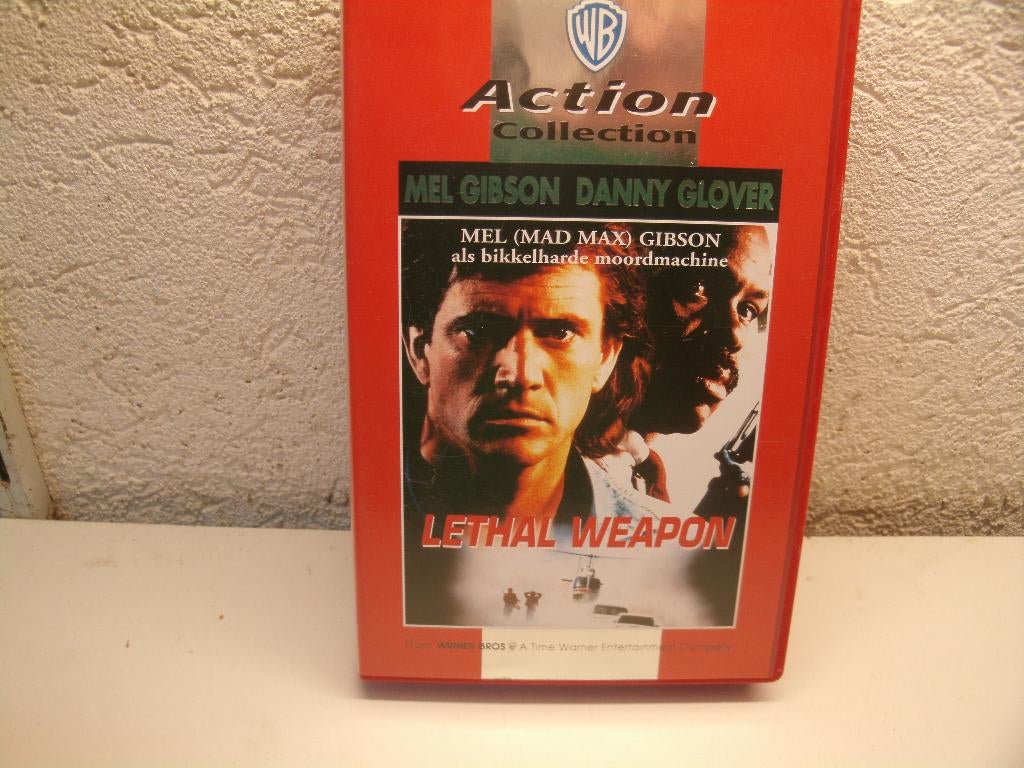 WB
Action
Collection
MEL GIBSON DANNY GLOVER
MEL (MAD MAX) GIBSON
als bikkelharde moordmachine
LETHAL WEAPON
From WARNER BROS A Time Warner Entertainment Company